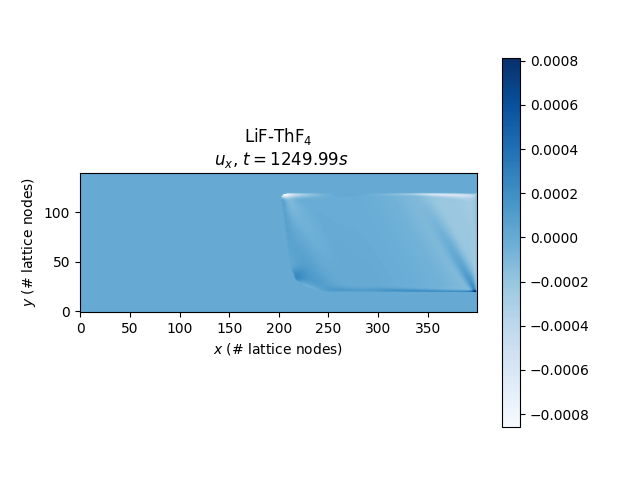 LiF-ThF₄
uₓ, t = 1249.99s
y (# lattice nodes)
100
50
0
0 50 100 150 200 250 300 350
x (# lattice nodes)
0.0008
0.0006
0.0004
0.0002
0.0000
−0.0002
−0.0004
−0.0006
−0.0008